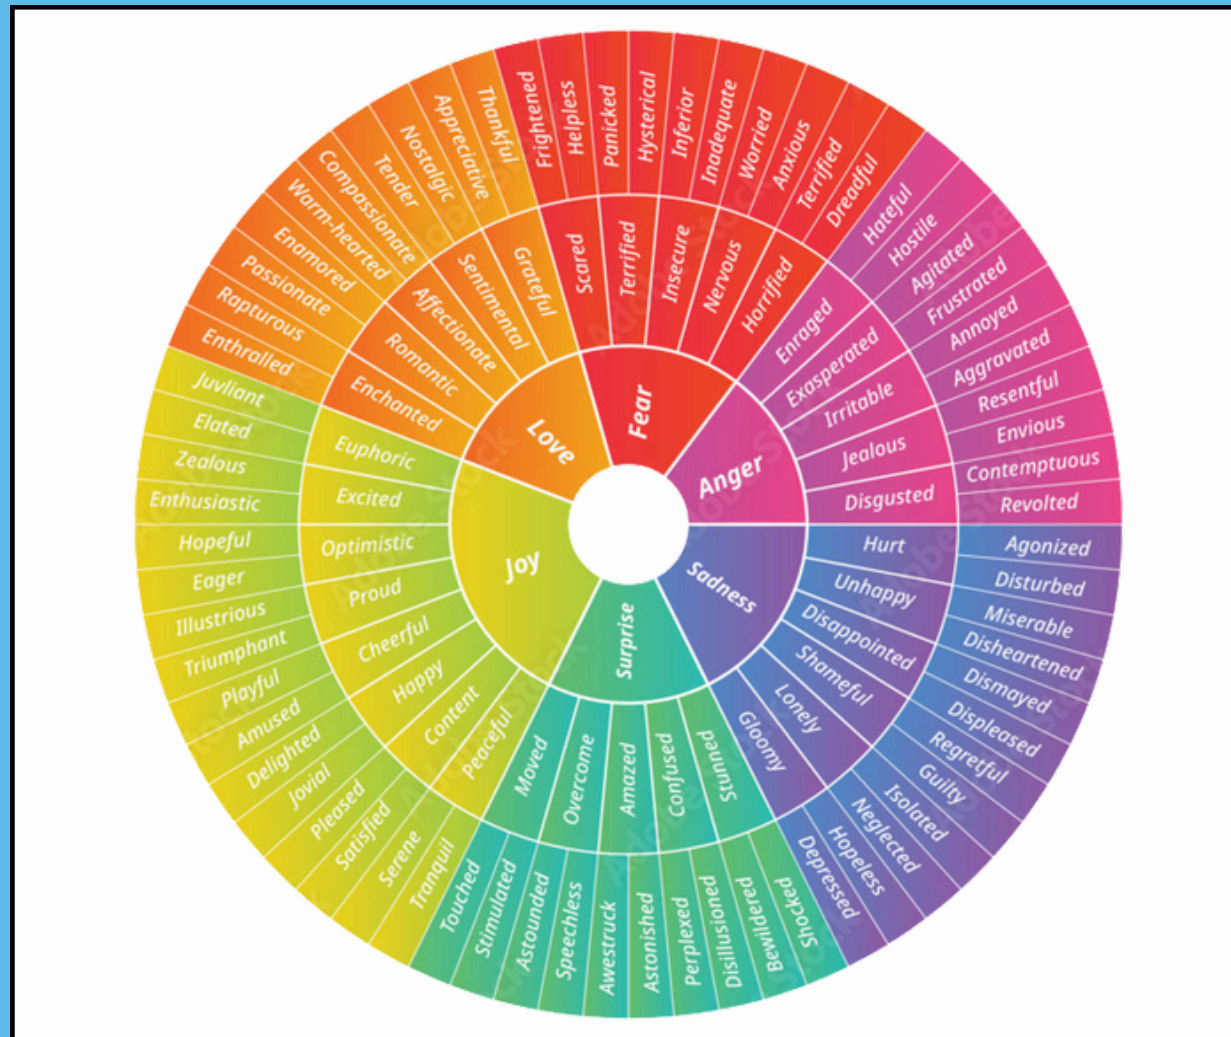 Fear
Anger
Sadness
Surprise
Joy
Love
Scared
Terrified
Insecure
Nervous
Horrified
Enraged
Exasperated
Irritable
Jealous
Disgusted
Hurt
Unhappy
Disappointed
Shameful
Lonely
Gloomy
Stunned
Confused
Amazed
Overcome
Moved
Peaceful
Content
Happy
Cheerful
Proud
Optimistic
Excited
Euphoric
Enchanted
Romantic
Affectionate
Sentimental
Grateful
Frightened
Helpless
Panicked
Hysterical
Inferior
Inadequate
Worried
Anxious
Terrified
Dreadful
Hateful
Hostile
Agitated
Frustrated
Annoyed
Aggravated
Resentful
Envious
Contemptuous
Revolted
Agonized
Disturbed
Miserable
Disheartened
Dismayed
Displeased
Regretful
Guilty
Isolated
Neglected
Hopeless
Depressed
Shocked
Bewildered
Disillusioned
Perplexed
Astonished
Awestruck
Speechless
Astounded
Stimulated
Touched
Tranquil
Serene
Satisfied
Pleased
Jovial
Delighted
Amused
Playful
Triumphant
Illustrious
Eager
Hopeful
Enthusiastic
Zealous
Elated
Juvliant
Enthralled
Rapturous
Passionate
Enamored
Warm-hearted
Compassionate
Tender
Nostalgic
Appreciative
Thankful
Adobe Stock